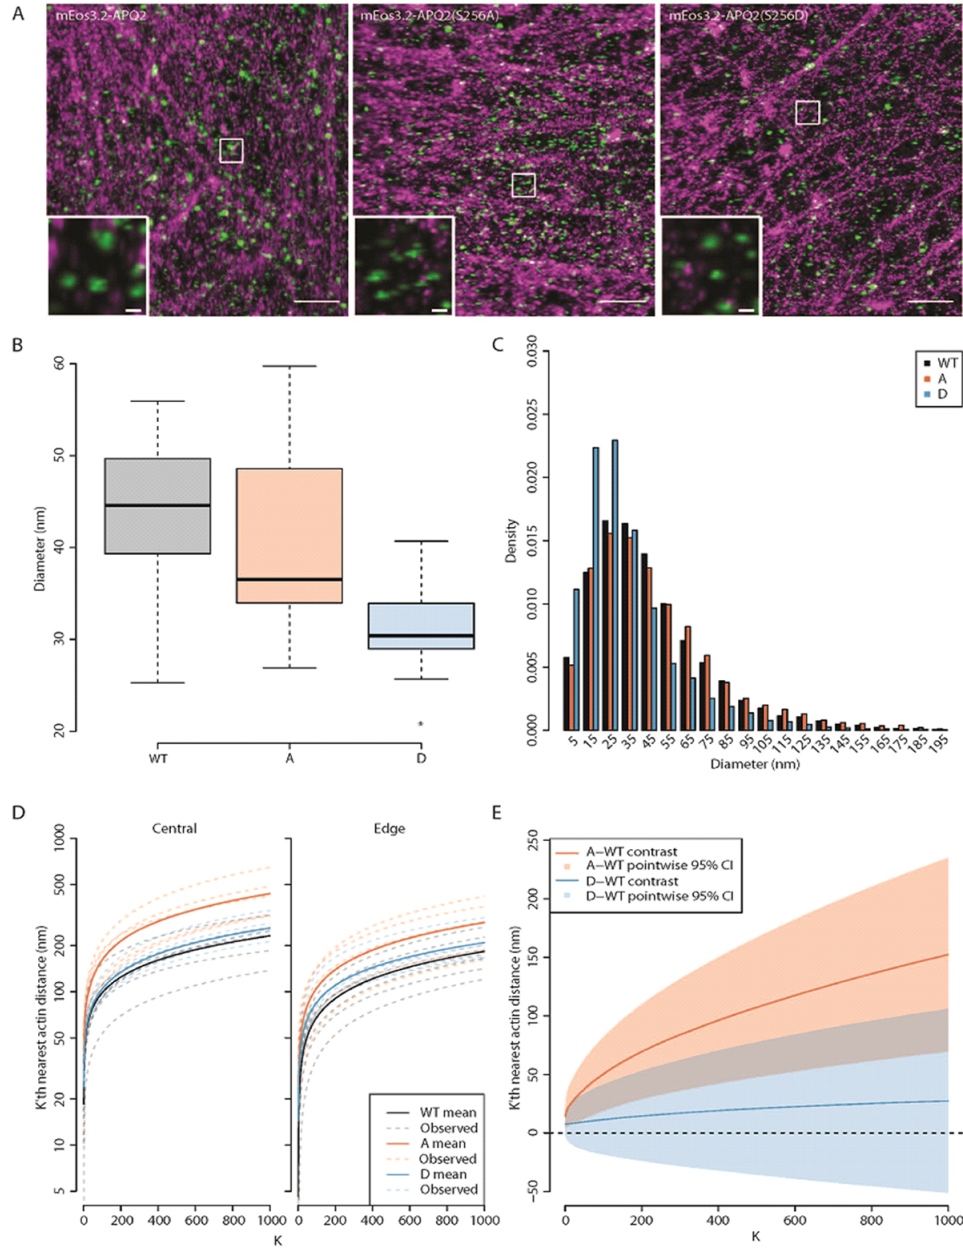 A
mEos3.2-APQ2
mEos3.2-APQ2(S256A)
mEos3.2-APQ2(S256D)
B
Diameter (nm)
60
50
40
30
20
WT
A
D
C
Density
0.030
0.025
0.020
0.015
0.010
0.005
0.000
WT
A
D
5 15 25 35 45 55 65 75 85 95 105 115 125 135 145 155 165 175 185 195
Diameter (nm)
D
Central
Edge
K'th nearest actin distance (nm)
1000
500
200
100
50
20
10
5
WT mean
Observed
A mean
Observed
D mean
Observed
0 200 400 600 800 1000
0 200 400 600 800 1000
K
E
K'th nearest actin distance (nm)
250
200
150
100
50
0
−50
A−WT contrast
A−WT pointwise 95% CI
D−WT contrast
D−WT pointwise 95% CI
0 200 400 600 800 1000
K